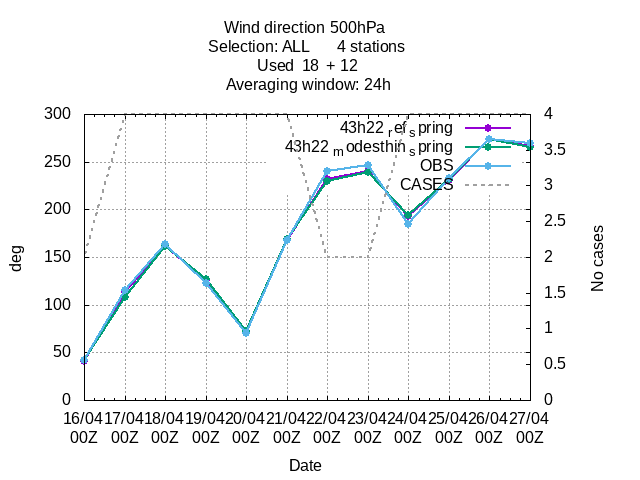 Wind direction 500hPa
Selection: ALL 4 stations
Used 18 + 12
Averaging window: 24h
43h22 ref spring
43h22 modesthin spring
OBS
CASES
300
250
200
150
100
50
0
4
3.5
3
2.5
2
1.5
1
0.5
0
deg
No cases
16/04 17/04 18/04 19/04 20/04 21/04 22/04 23/04 24/04 25/04 26/04 27/04
00Z 00Z 00Z 00Z 00Z 00Z 00Z 00Z 00Z 00Z 00Z 00Z
Date